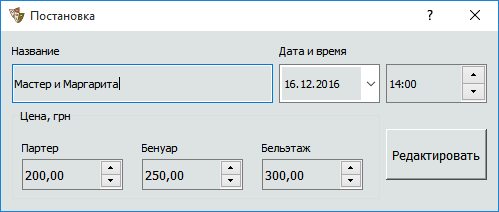 Постановка
Название
Дата и время
Мастер и Маргарита
16.12.2016
14:00
Цена, грн
Партер
Бенуар
Бельэтаж
200,00
250,00
300,00
Редактировать